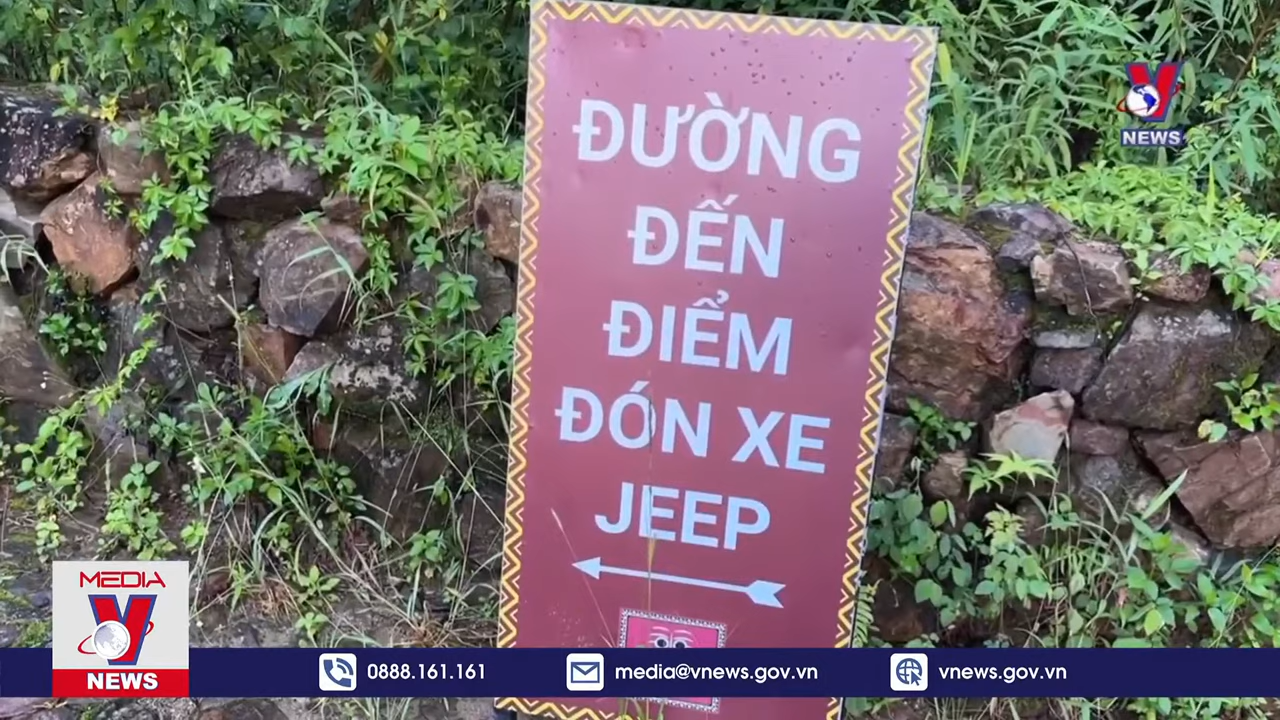 ĐƯỜNG
ĐẾN
ĐIỂM
ĐÓN XE
JEEP
V
NEWS
MEDIA
V
NEWS
0888.161.161
media@vnews.gov.vn
vnews.gov.vn